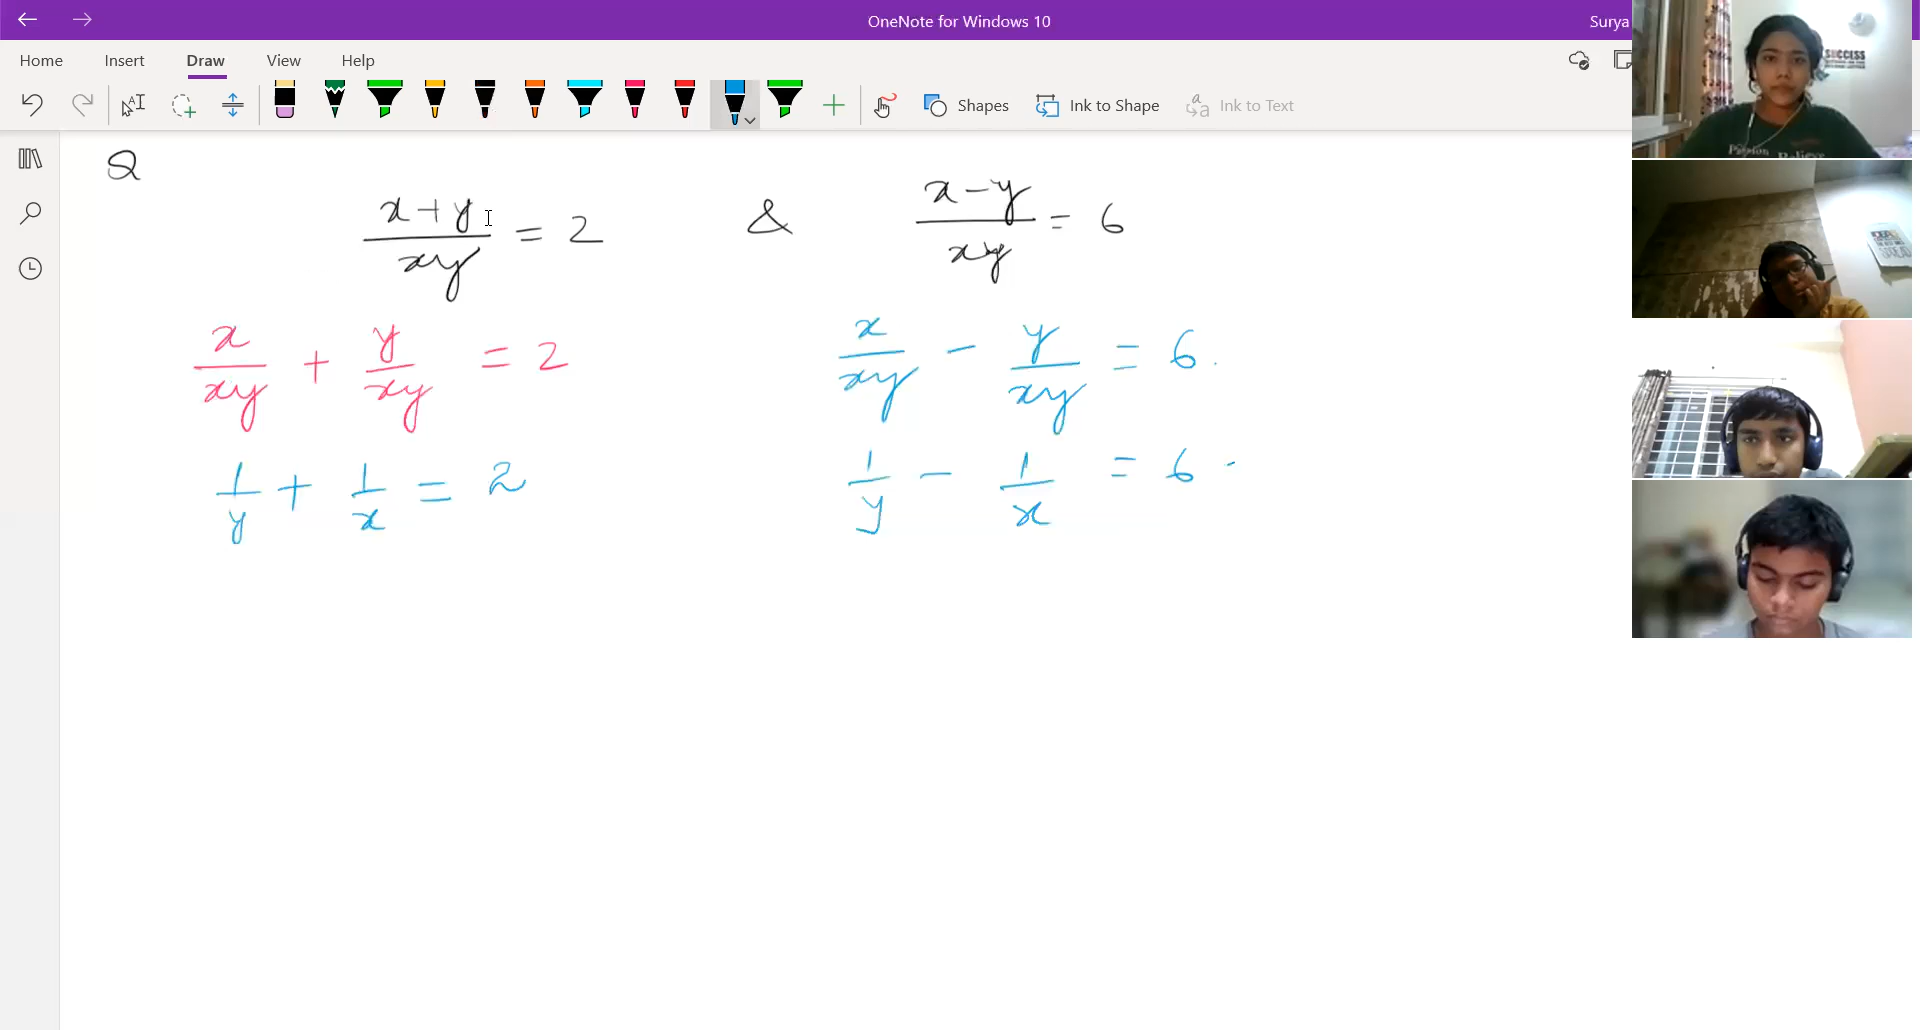 OneNote for Windows 10
Surya
Home Insert Draw View Help
Shapes Ink to Shape Ink to Text
Q
(x+y)/xy = 2 & (x-y)/xy = 6
x/xy + y/xy = 2 x/xy - y/xy = 6.
1/y + 1/x = 2 1/y - 1/x = 6 -
SUCCESS